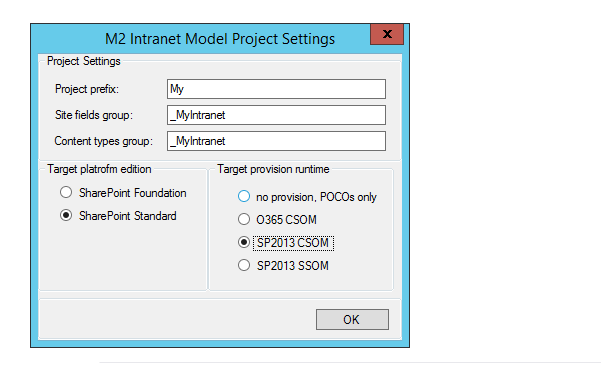 M2 Intranet Model Project Settings
x
Project Settings
Project prefix: My
Site fields group: _MyIntranet
Content types group: _MyIntranet
Target platrofm edition
SharePoint Foundation
SharePoint Standard
Target provision runtime
no provision, POCOs only
O365 CSOM
SP2013 CSOM
SP2013 SSOM
OK